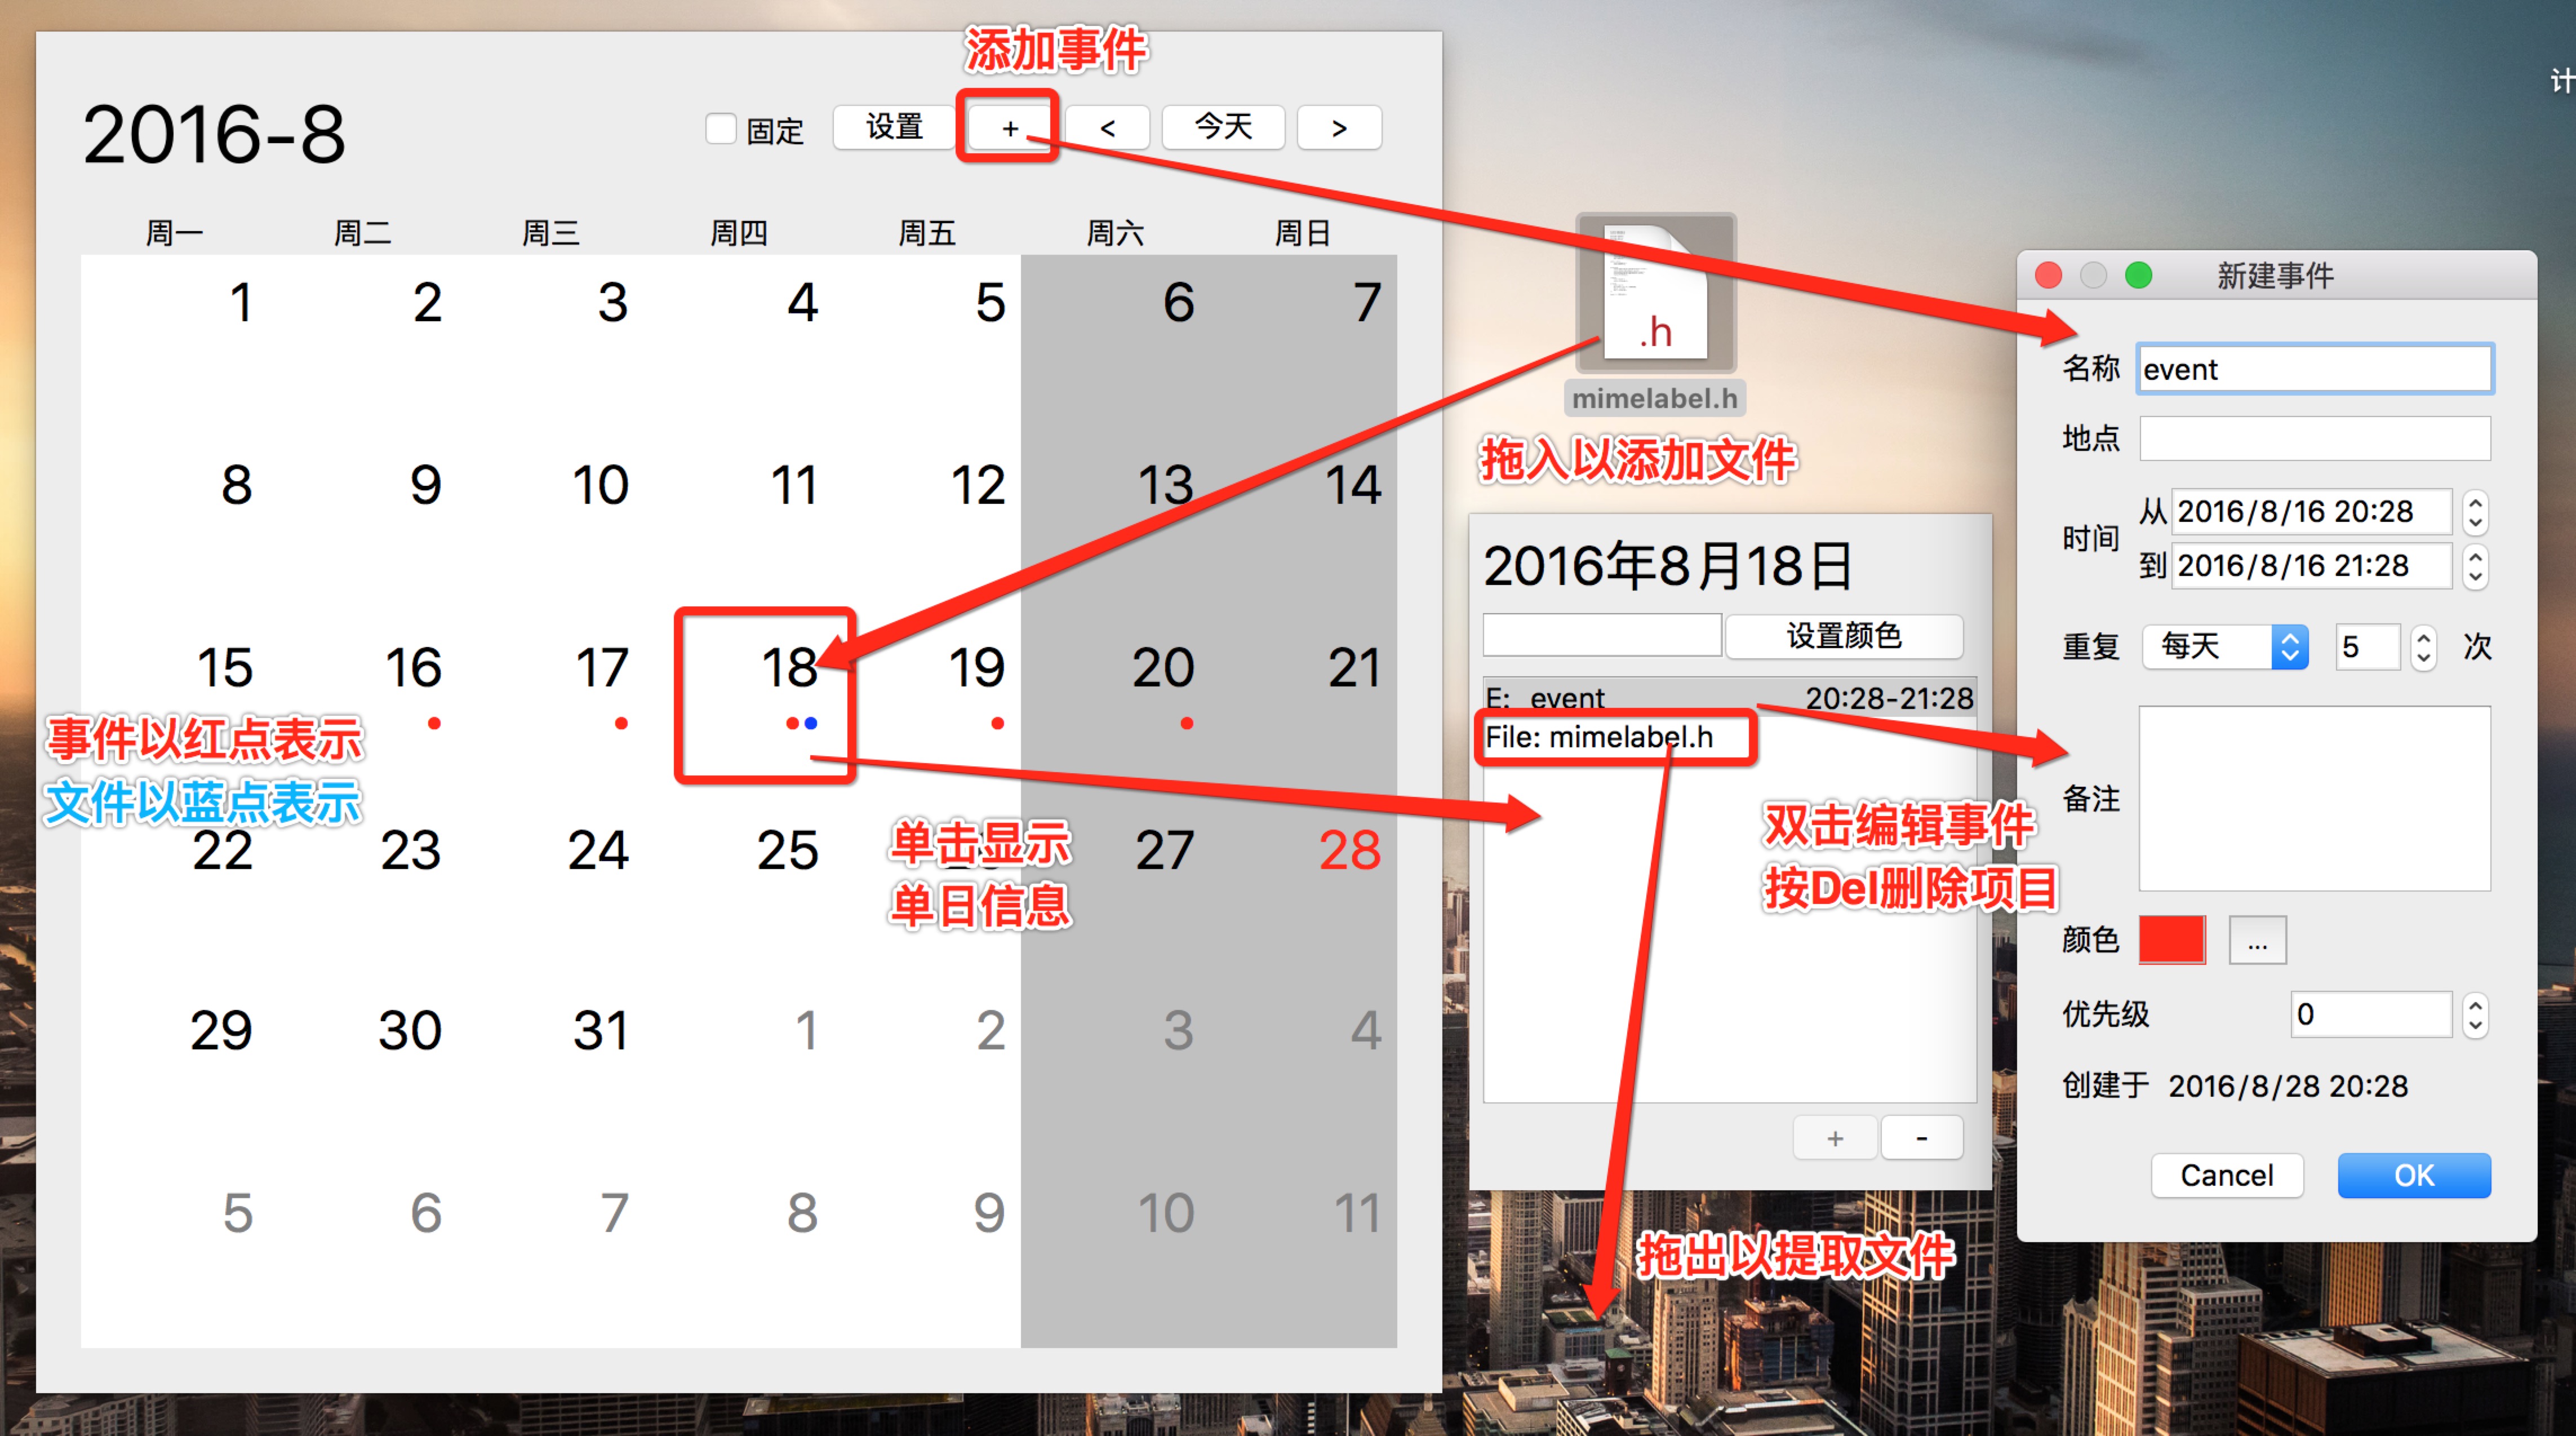 添加事件
2016-8
固定 设置 + < 今天 >
周一 周二 周三 周四 周五 周六 周日
1 2 3 4 5 6 7
8 9 10 11 12 13 14
15 16 17 18 19 20 21
事件以红点表示
文件以蓝点表示
22 23 24 25 27 28
单击显示
单日信息
29 30 31 1 2 3 4
5 6 7 8 9 10 11
.h
mimelabel.h
拖入以添加文件
2016年8月18日
设置颜色
E: event 20:28-21:28
File: mimelabel.h
双击编辑事件
按Del删除项目
+ -
拖出以提取文件
计
新建事件
名称 event
地点
时间 从 2016/8/16 20:28
到 2016/8/16 21:28
重复 每天 5 次
备注
颜色 ...
优先级 0
创建于 2016/8/28 20:28
Cancel OK